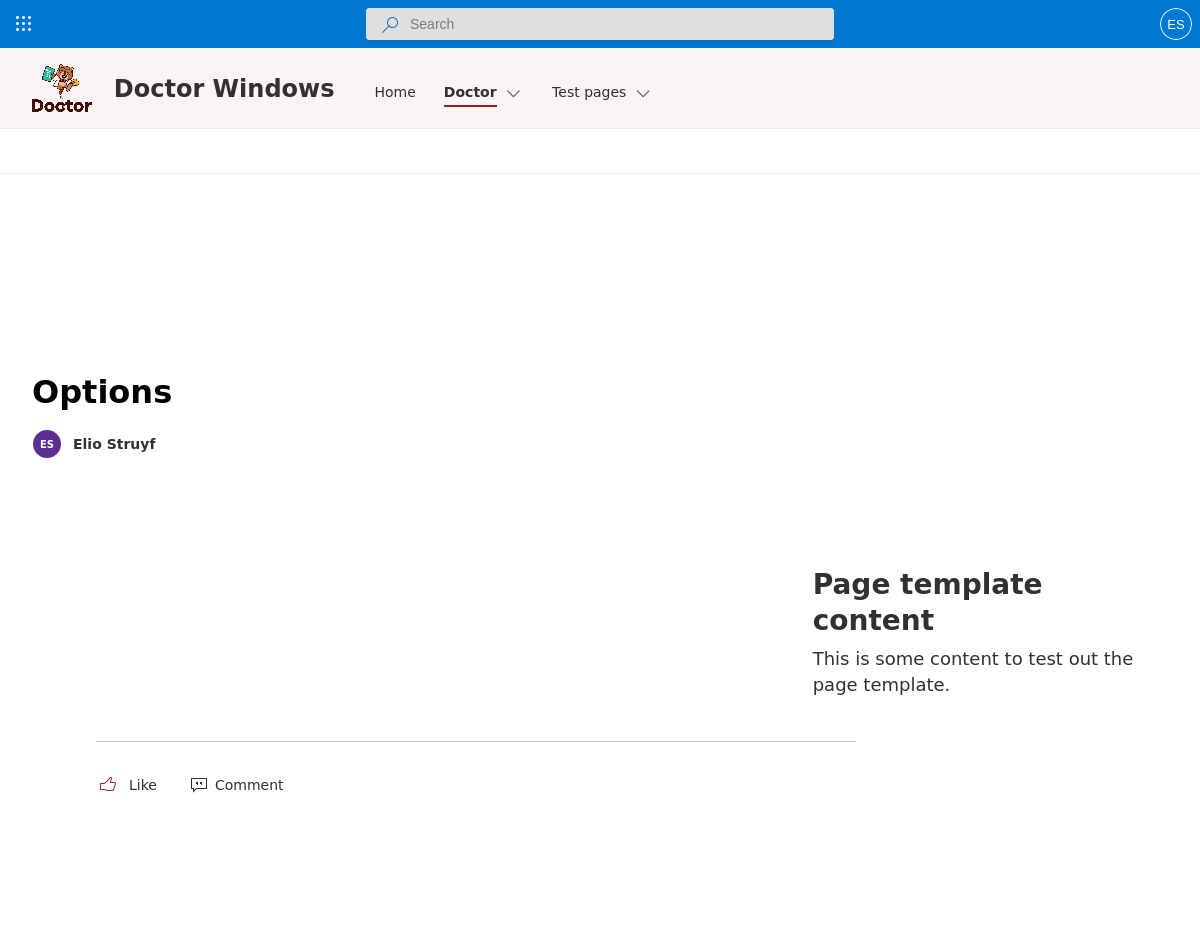 Search
ES
Doctor
Doctor Windows
Home
Doctor
Test pages
Options
ES
Elio Struyf
Page template
content
This is some content to test out the
page template.
Like
Comment